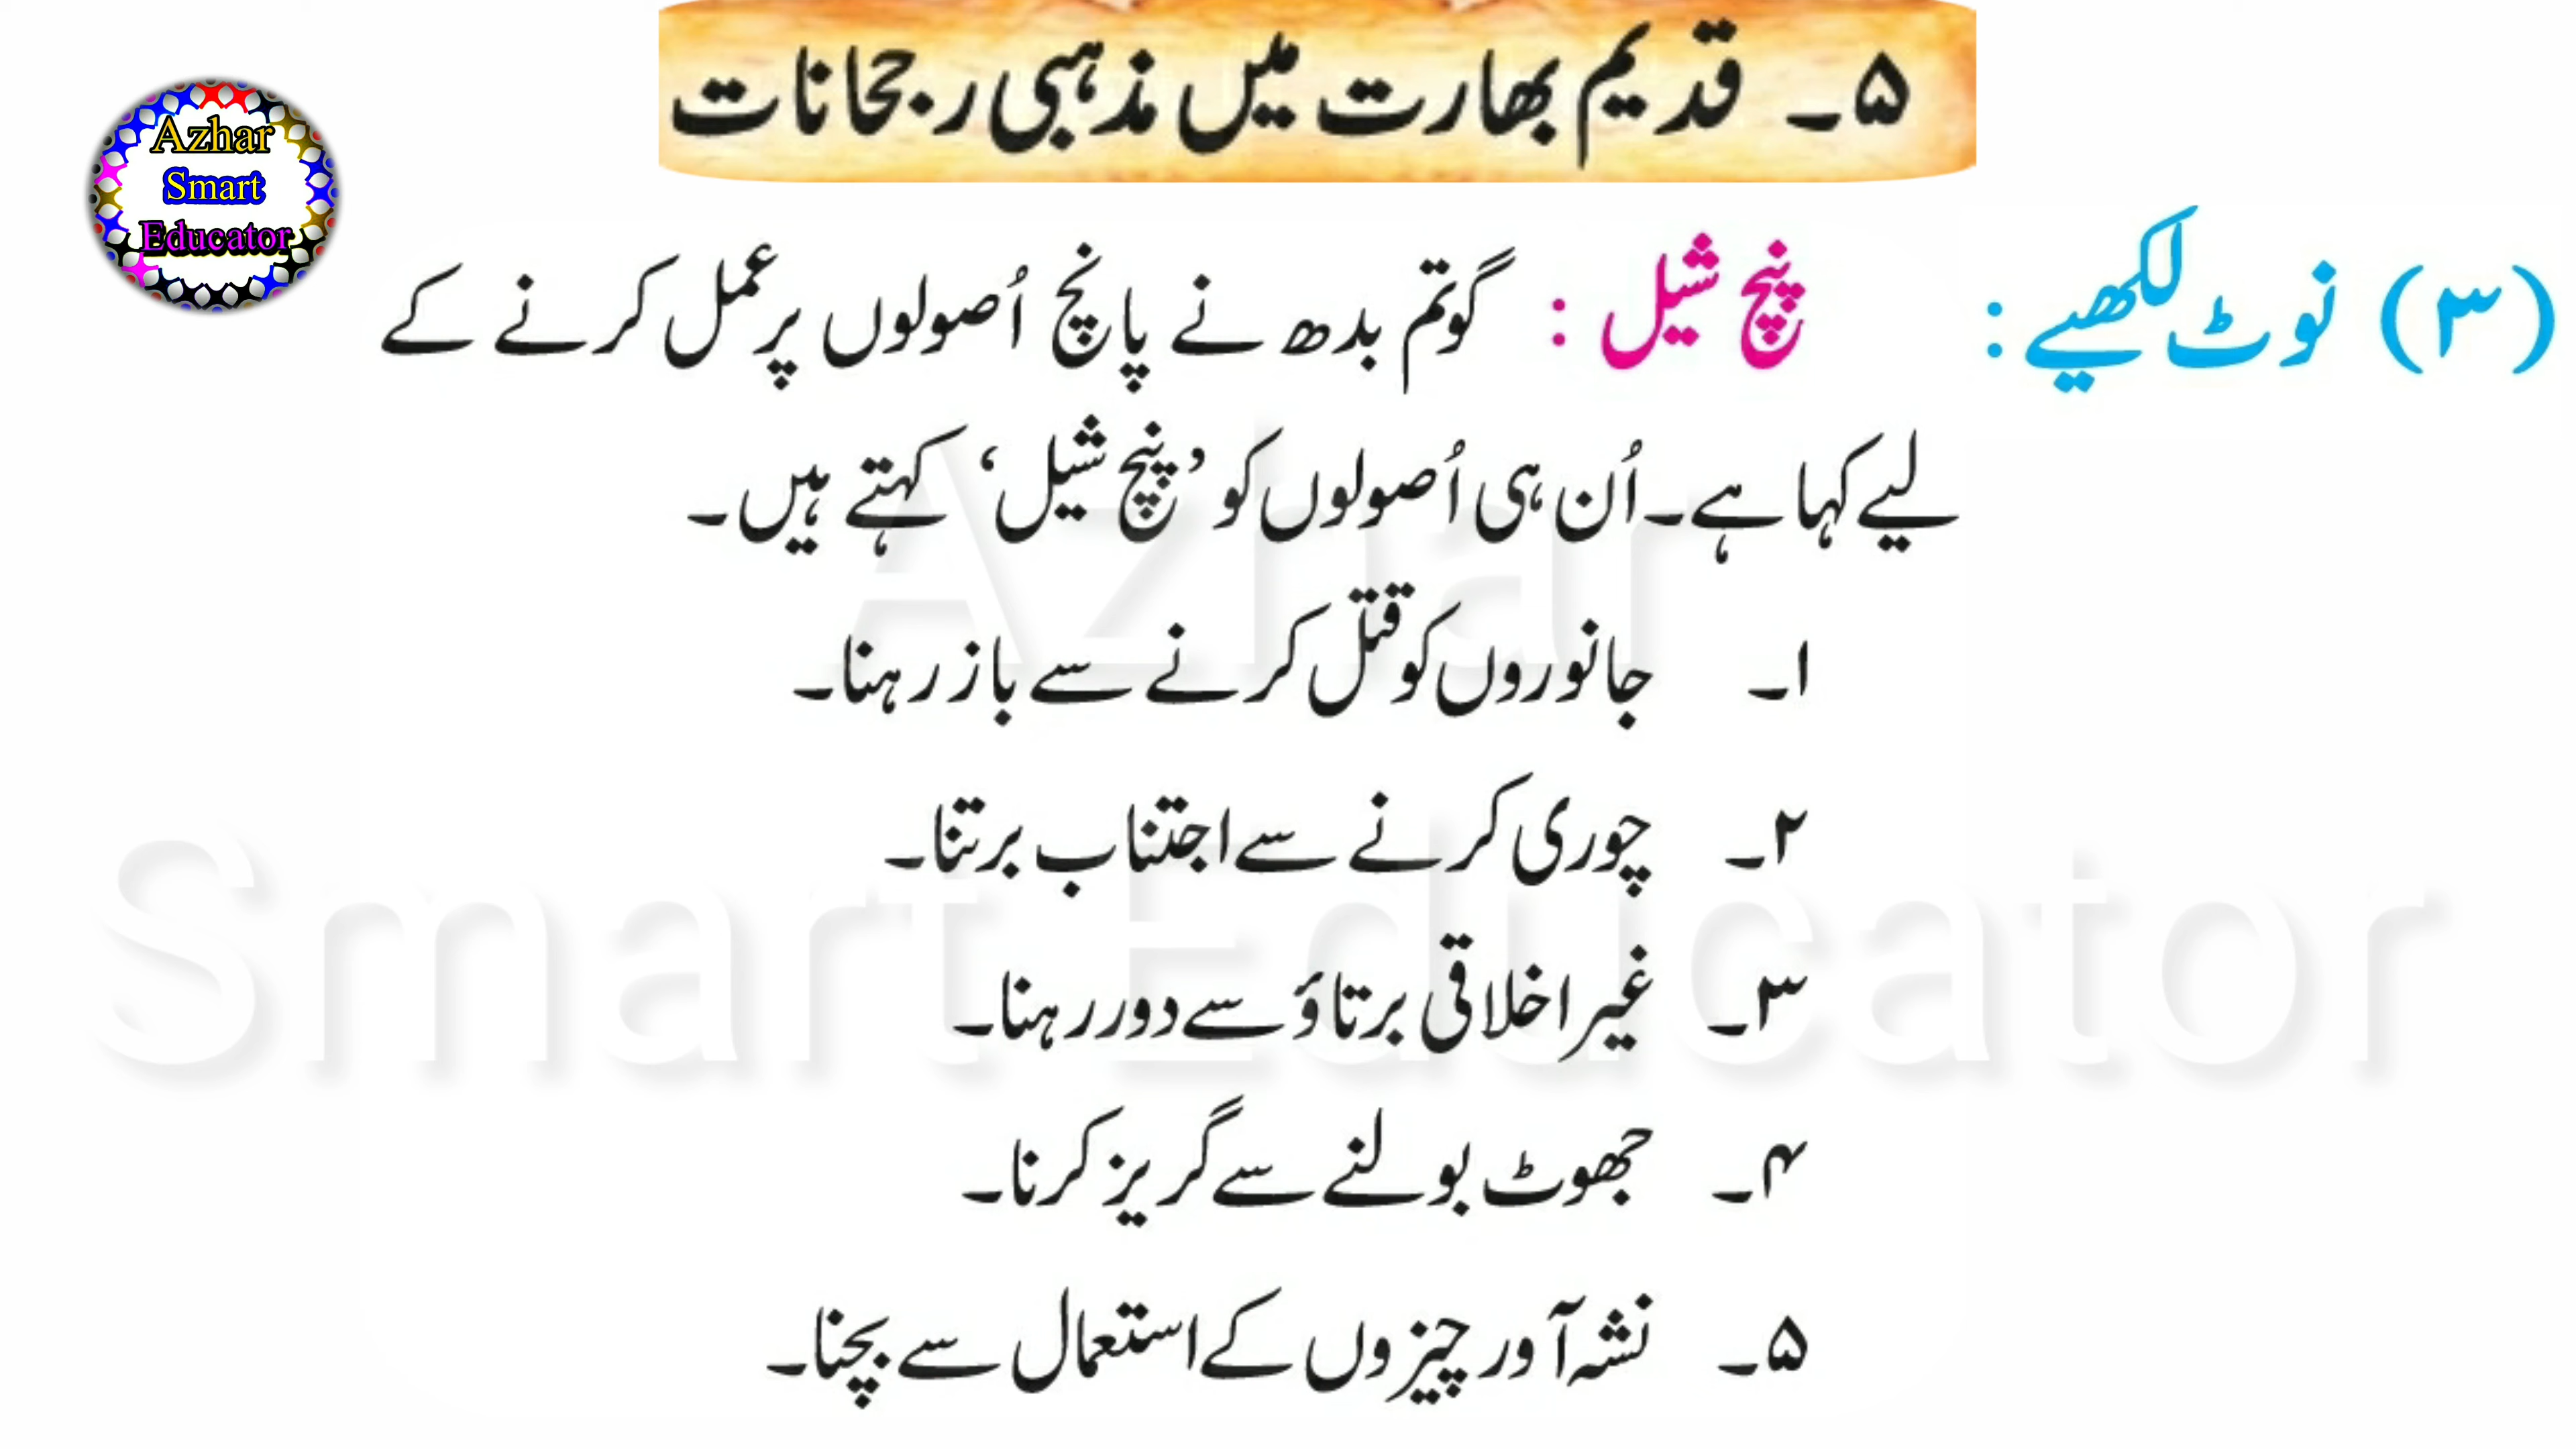 ۵۔ قدیم بھارت میں مذہبی رجحانات
Azhar
Smart
Educator
(۳) نوٹ لکھیے : پنچ شیل : گوتم بدھ نے پانچ اُصولوں پر عمل کرنے کے
لیے کہا ہے۔ اُن ہی اُصولوں کو ’پنچ شیل‘ کہتے ہیں۔
۱۔ جانوروں کو قتل کرنے سے باز رہنا۔
۲۔ چوری کرنے سے اجتناب برتنا۔
۳۔ غیر اخلاقی برتاؤ سے دور رہنا۔
۴۔ جھوٹ بولنے سے گریز کرنا۔
۵۔ نشہ آور چیزوں کے استعمال سے بچنا۔
Azhar
Smart Educator